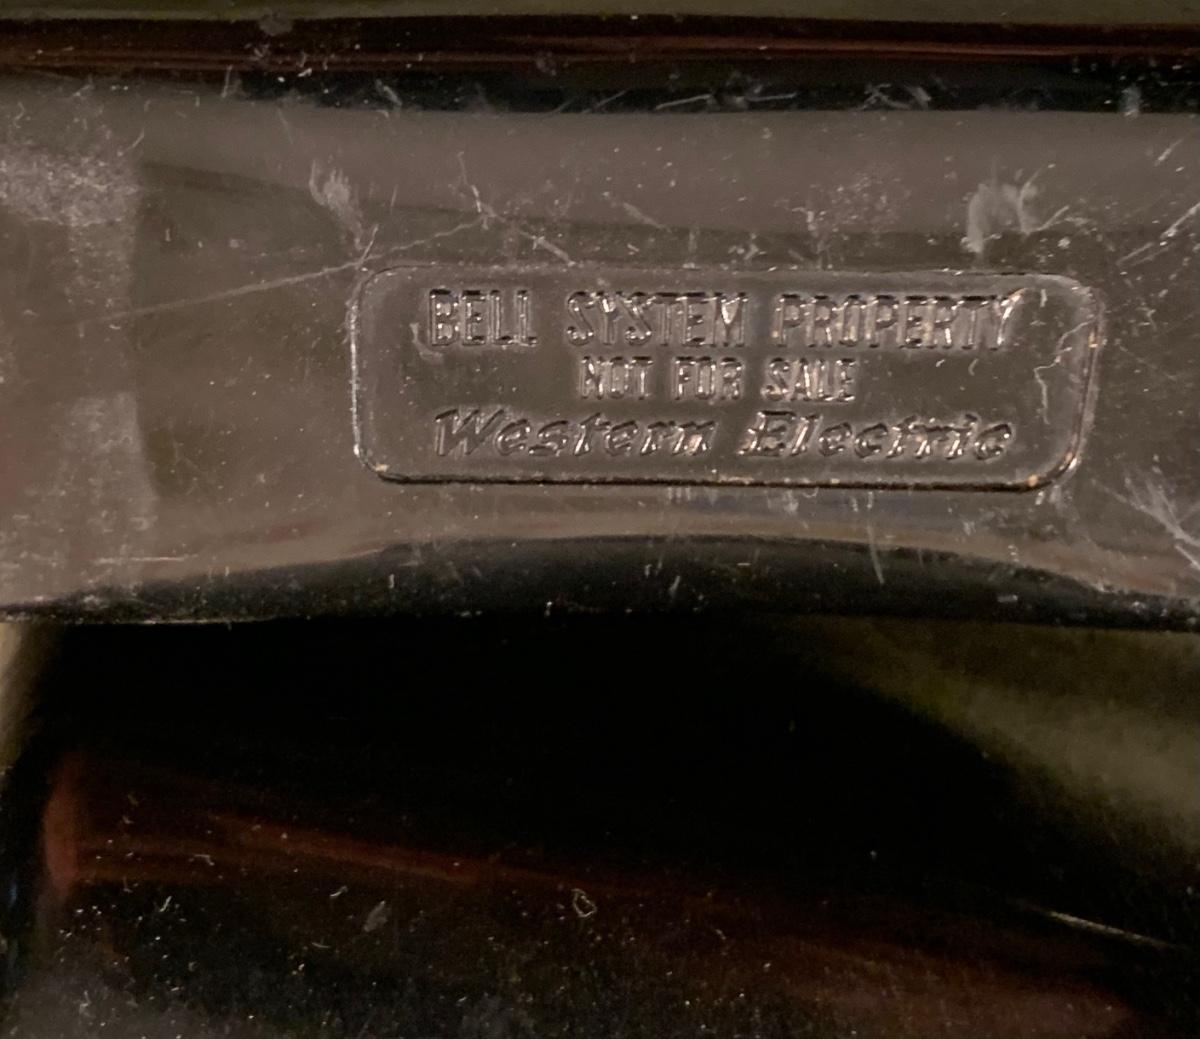 BELL SYSTEM PROPERTY
NOT FOR SALE
Western Electric